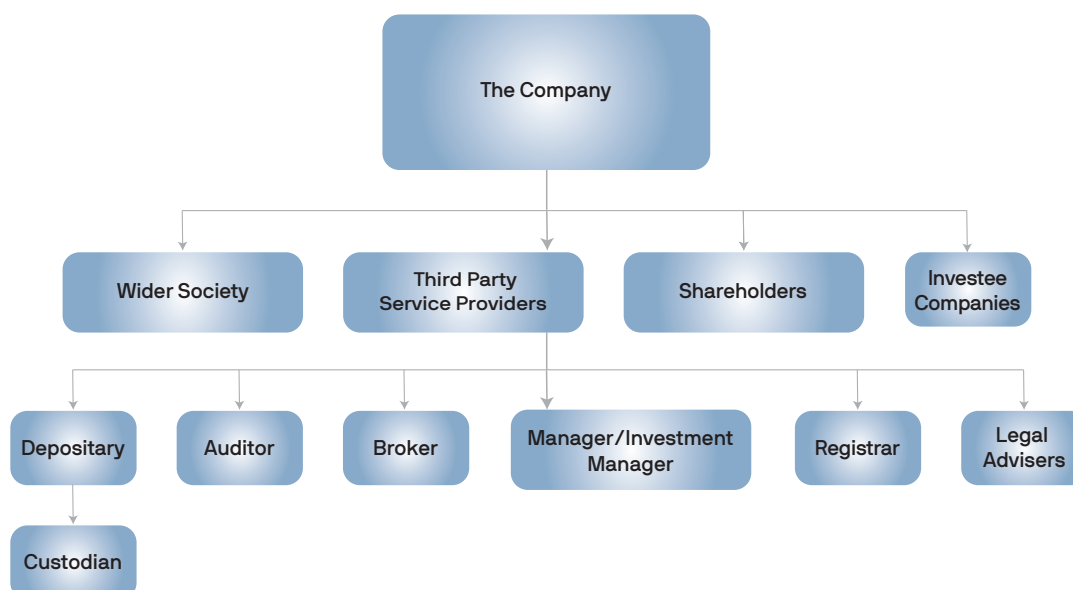 The Company
Wider Society
Third Party
Service Providers
Shareholders
Investee
Companies
Depositary
Auditor
Broker
Manager/Investment
Manager
Registrar
Legal
Advisers
Custodian